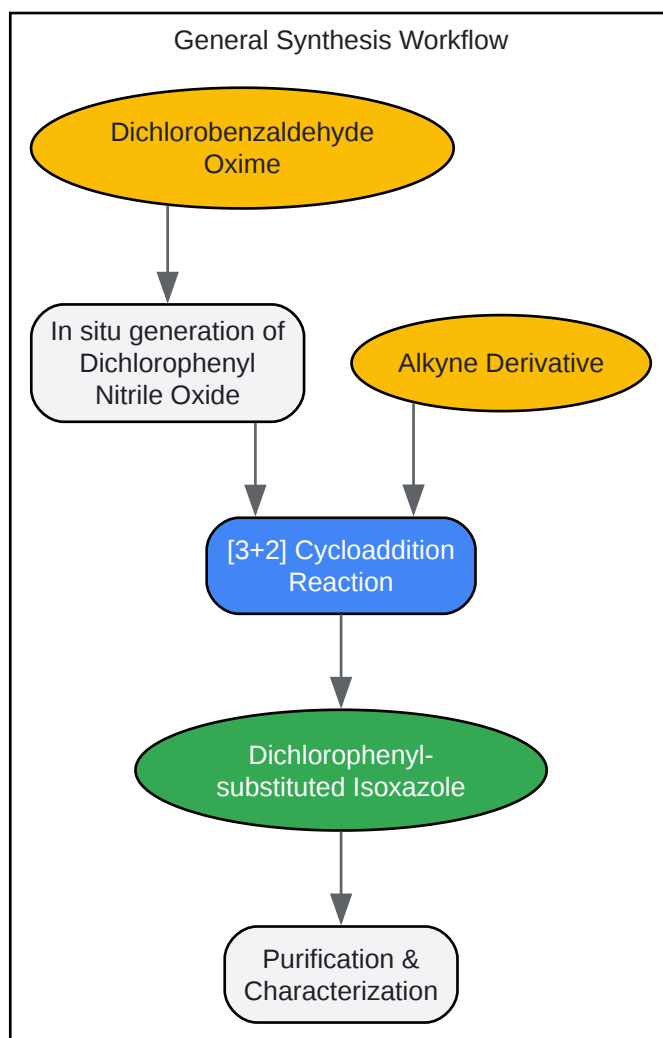 General Synthesis Workflow
Dichlorobenzaldehyde
Oxime
In situ generation of
Dichlorophenyl
Nitrile Oxide
Alkyne Derivative
[3+2] Cycloaddition
Reaction
Dichlorophenyl-
substituted Isoxazole
Purification &
Characterization